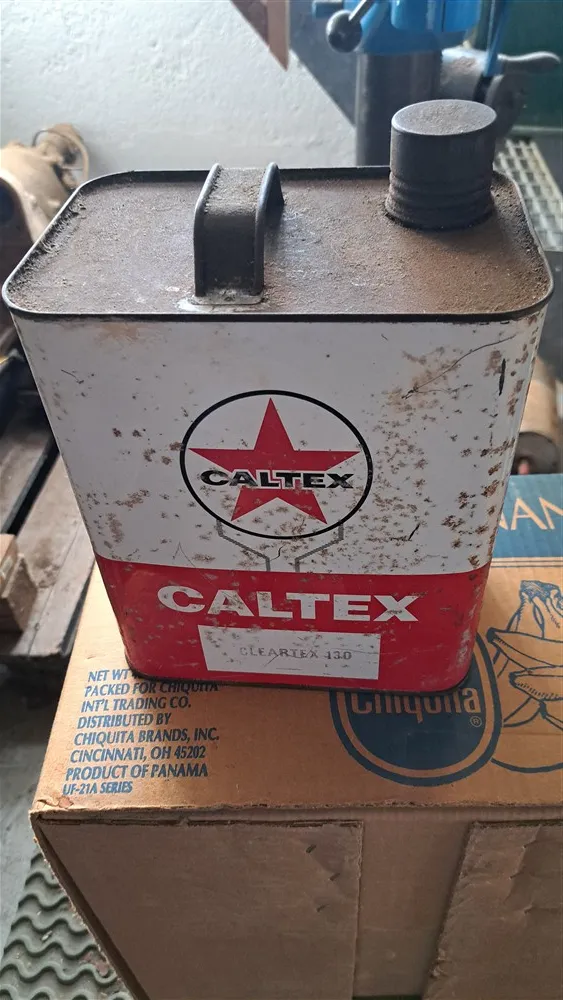 CALTEX
CALTEX
CLEARTEX 130
NET W
PACKED FOR CHIQUITA
INT'L TRADING CO.
DISTRIBUTED BY
CHIQUITA BRANDS, INC.
CINCINNATI, OH 45202
PRODUCT OF PANAMA
UF-21A SERIES
Chiquita
®
NAN